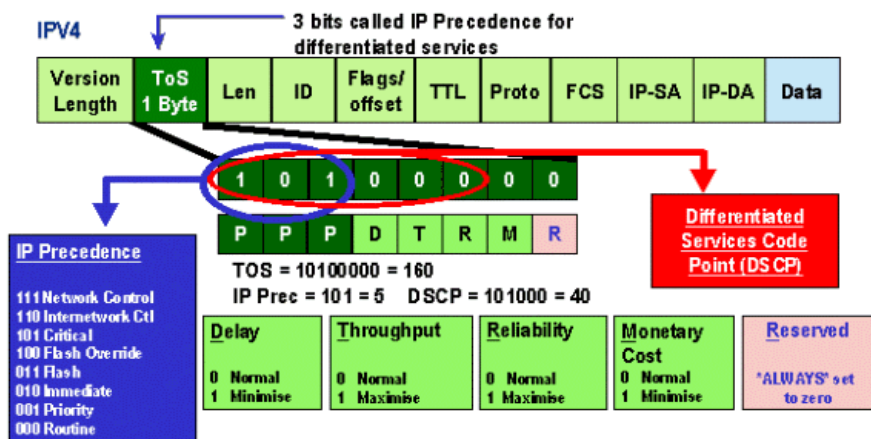 IPV4
3 bits called IP Precedence for
differentiated services
Version
Length
ToS
1 Byte
Len
ID
Flags/
offset
TTL
Proto
FCS
IP-SA
IP-DA
Data
1 0 1 0 0 0 0 0
P P P D T R M R
TOS = 10100000 = 160
IP Prec = 101 = 5 DSCP = 101000 = 40
Differentiated
Services Code
Point (DSCP)
IP Precedence
111 Network Control
110 Internetwork Ctl
101 Critical
100 Flash Override
011 Flash
010 Immediate
001 Priority
000 Routine
Delay
0 Normal
1 Minimise
Throughput
0 Normal
1 Maximise
Reliability
0 Normal
1 Maximise
Monetary
Cost
0 Normal
1 Minimise
Reserved
*ALWAYS* set
to zero